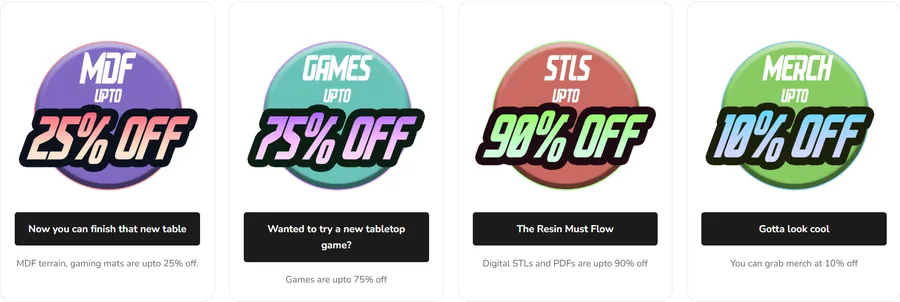 MDF
UPTO
25% OFF
Now you can finish that new table
MDF terrain, gaming mats are upto 25% off.
GAMES
UPTO
75% OFF
Wanted to try a new tabletop
game?
Games are upto 75% off
STLS
UPTO
90% OFF
The Resin Must Flow
Digital STLs and PDFs are upto 90% off
MERCH
UPTO
10% OFF
Gotta look cool
You can grab merch at 10% off